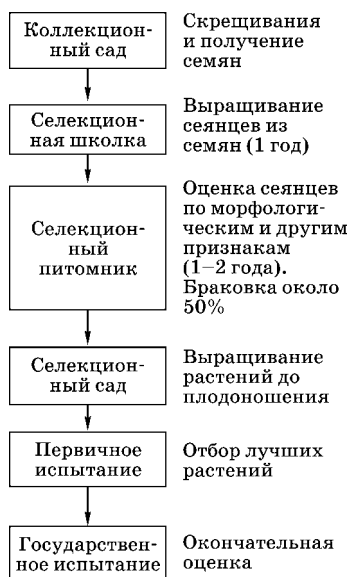 Коллекцион-
ный сад
Скрещивания
и получение
семян
Селекцион-
ная школка
Выращивание
сеянцев из
семян (1 год)
Селекцион-
ный
питомник
Оценка сеянцев
по морфологи-
ческим и другим
признакам
(1–2 года).
Браковка около
50%
Селекцион-
ный сад
Выращивание
растений до
плодоношения
Первичное
испытание
Отбор лучших
растений
Государствен-
ное испытание
Окончательная
оценка